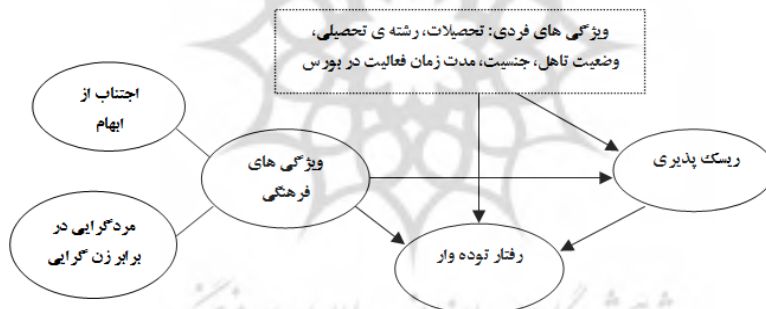 ویژگی های فردی: تحصیلات، رشته ی تحصیلی،
وضعیت تاهل، جنسیت، مدت زمان فعالیت در بورس
اجتناب از
ابهام
ویژگی های
فرهنگی
ریسک پذیری
مردگرایی در
برابر زن گرایی
رفتار توده وار